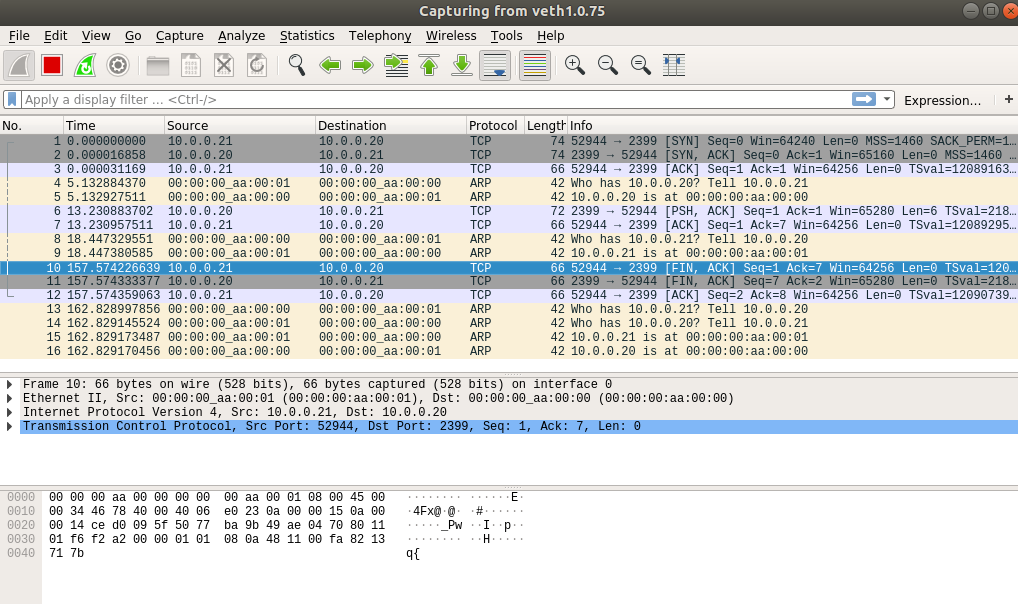 Capturing from veth1.0.75
File Edit View Go Capture Analyze Statistics Telephony Wireless Tools Help
Apply a display filter … <Ctrl-/> Expression… +
No. Time Source Destination Protocol Length Info
1 0.000000000 10.0.0.21 10.0.0.20 TCP 74 52944 → 2399 [SYN] Seq=0 Win=64240 Len=0 MSS=1460 SACK_PERM=1…
2 0.000016858 10.0.0.20 10.0.0.21 TCP 74 2399 → 52944 [SYN, ACK] Seq=0 Ack=1 Win=65160 Len=0 MSS=1460 …
3 0.000031169 10.0.0.21 10.0.0.20 TCP 66 52944 → 2399 [ACK] Seq=1 Ack=1 Win=64256 Len=0 TSval=12089163…
4 5.132884370 00:00:00_aa:00:01 00:00:00_aa:00:00 ARP 42 Who has 10.0.0.20? Tell 10.0.0.21
5 5.132927511 00:00:00_aa:00:00 00:00:00_aa:00:01 ARP 42 10.0.0.20 is at 00:00:00:aa:00:00
6 13.230883702 10.0.0.20 10.0.0.21 TCP 72 2399 → 52944 [PSH, ACK] Seq=1 Ack=1 Win=65280 Len=6 TSval=218…
7 13.230957511 10.0.0.21 10.0.0.20 TCP 66 52944 → 2399 [ACK] Seq=1 Ack=7 Win=64256 Len=0 TSval=12089295…
8 18.447329551 00:00:00_aa:00:00 00:00:00_aa:00:01 ARP 42 Who has 10.0.0.21? Tell 10.0.0.20
9 18.447380585 00:00:00_aa:00:01 00:00:00_aa:00:00 ARP 42 10.0.0.21 is at 00:00:00:aa:00:01
10 157.574226639 10.0.0.21 10.0.0.20 TCP 66 52944 → 2399 [FIN, ACK] Seq=1 Ack=7 Win=64256 Len=0 TSval=120…
11 157.574333377 10.0.0.20 10.0.0.21 TCP 66 2399 → 52944 [FIN, ACK] Seq=7 Ack=2 Win=65280 Len=0 TSval=218…
12 157.574359063 10.0.0.21 10.0.0.20 TCP 66 52944 → 2399 [ACK] Seq=2 Ack=8 Win=64256 Len=0 TSval=12090739…
13 162.828997856 00:00:00_aa:00:00 00:00:00_aa:00:01 ARP 42 Who has 10.0.0.21? Tell 10.0.0.20
14 162.829145524 00:00:00_aa:00:01 00:00:00_aa:00:00 ARP 42 Who has 10.0.0.20? Tell 10.0.0.21
15 162.829173487 00:00:00_aa:00:01 00:00:00_aa:00:00 ARP 42 10.0.0.21 is at 00:00:00:aa:00:01
16 162.829170456 00:00:00_aa:00:00 00:00:00_aa:00:01 ARP 42 10.0.0.20 is at 00:00:00:aa:00:00
Frame 10: 66 bytes on wire (528 bits), 66 bytes captured (528 bits) on interface 0
Ethernet II, Src: 00:00:00_aa:00:01 (00:00:00:aa:00:01), Dst: 00:00:00_aa:00:00 (00:00:00:aa:00:00)
Internet Protocol Version 4, Src: 10.0.0.21, Dst: 10.0.0.20
Transmission Control Protocol, Src Port: 52944, Dst Port: 2399, Seq: 1, Ack: 7, Len: 0
0000 00 00 00 aa 00 00 00 00 00 aa 00 01 08 00 45 00 ········ ······E·
0010 00 34 46 78 40 00 40 06 e0 23 0a 00 00 15 0a 00 ·4Fx@·@· ·#······
0020 00 14 ce d0 09 5f 50 77 ba 9b 49 ae 04 70 80 11 ·····_Pw ··I··p··
0030 01 f6 f2 a2 00 00 01 01 08 0a 48 11 00 fa 82 13 ········ ··H·····
0040 71 7b q{